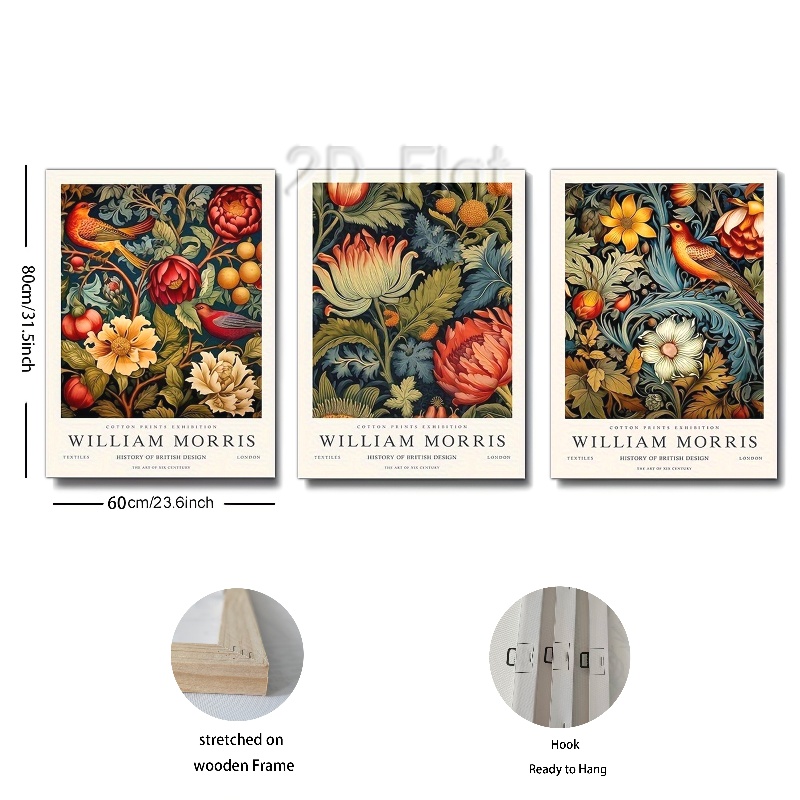 2D Flat
80cm/31.5inch
COTTON PRINTS EXHIBITION
WILLIAM MORRIS
TEXTILES HISTORY OF BRITISH DESIGN LONDON
THE ART OF XIX CENTURY
COTTON PRINTS EXHIBITION
WILLIAM MORRIS
TEXTILES HISTORY OF BRITISH DESIGN LONDON
THE ART OF XIX CENTURY
COTTON PRINTS EXHIBITION
WILLIAM MORRIS
TEXTILES HISTORY OF BRITISH DESIGN LONDON
THE ART OF XIX CENTURY
60cm/23.6inch
stretched on
wooden Frame
Hook
Ready to Hang